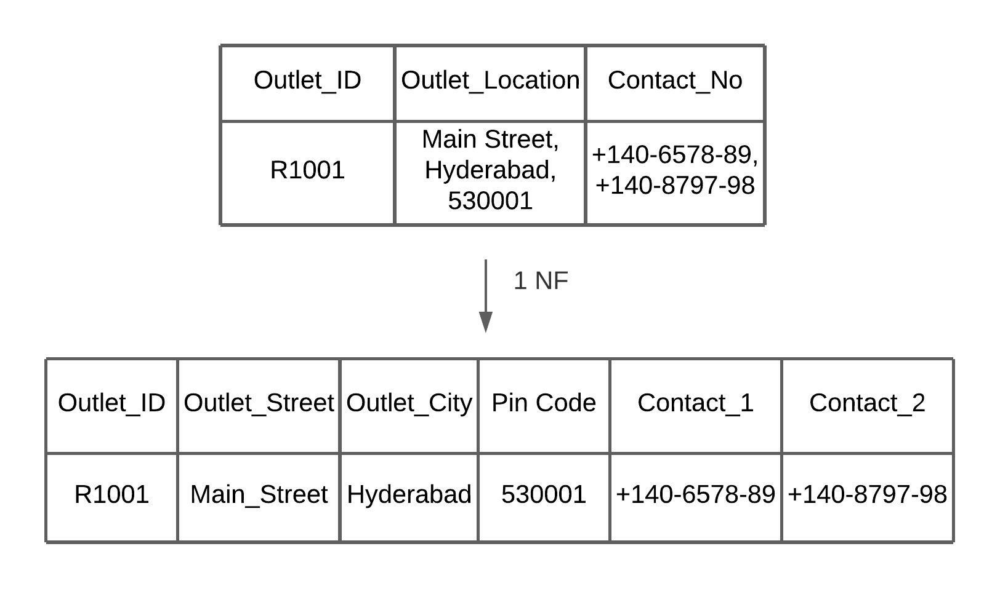 Outlet_ID Outlet_Location Contact_No
Main Street,
Hyderabad,
530001
R1001
+140-6578-89,
+140-8797-98
1 NF
Outlet_ID Outlet_Street Outlet_City Pin Code Contact_1 Contact_2
R1001 Main_Street Hyderabad 530001 +140-6578-89 +140-8797-98